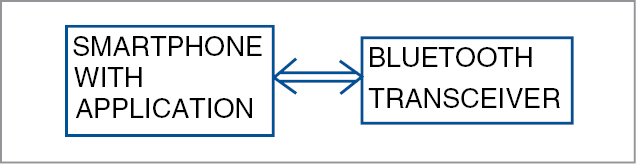 SMARTPHONE
WITH
APPLICATION
BLUETOOTH
TRANSCEIVER